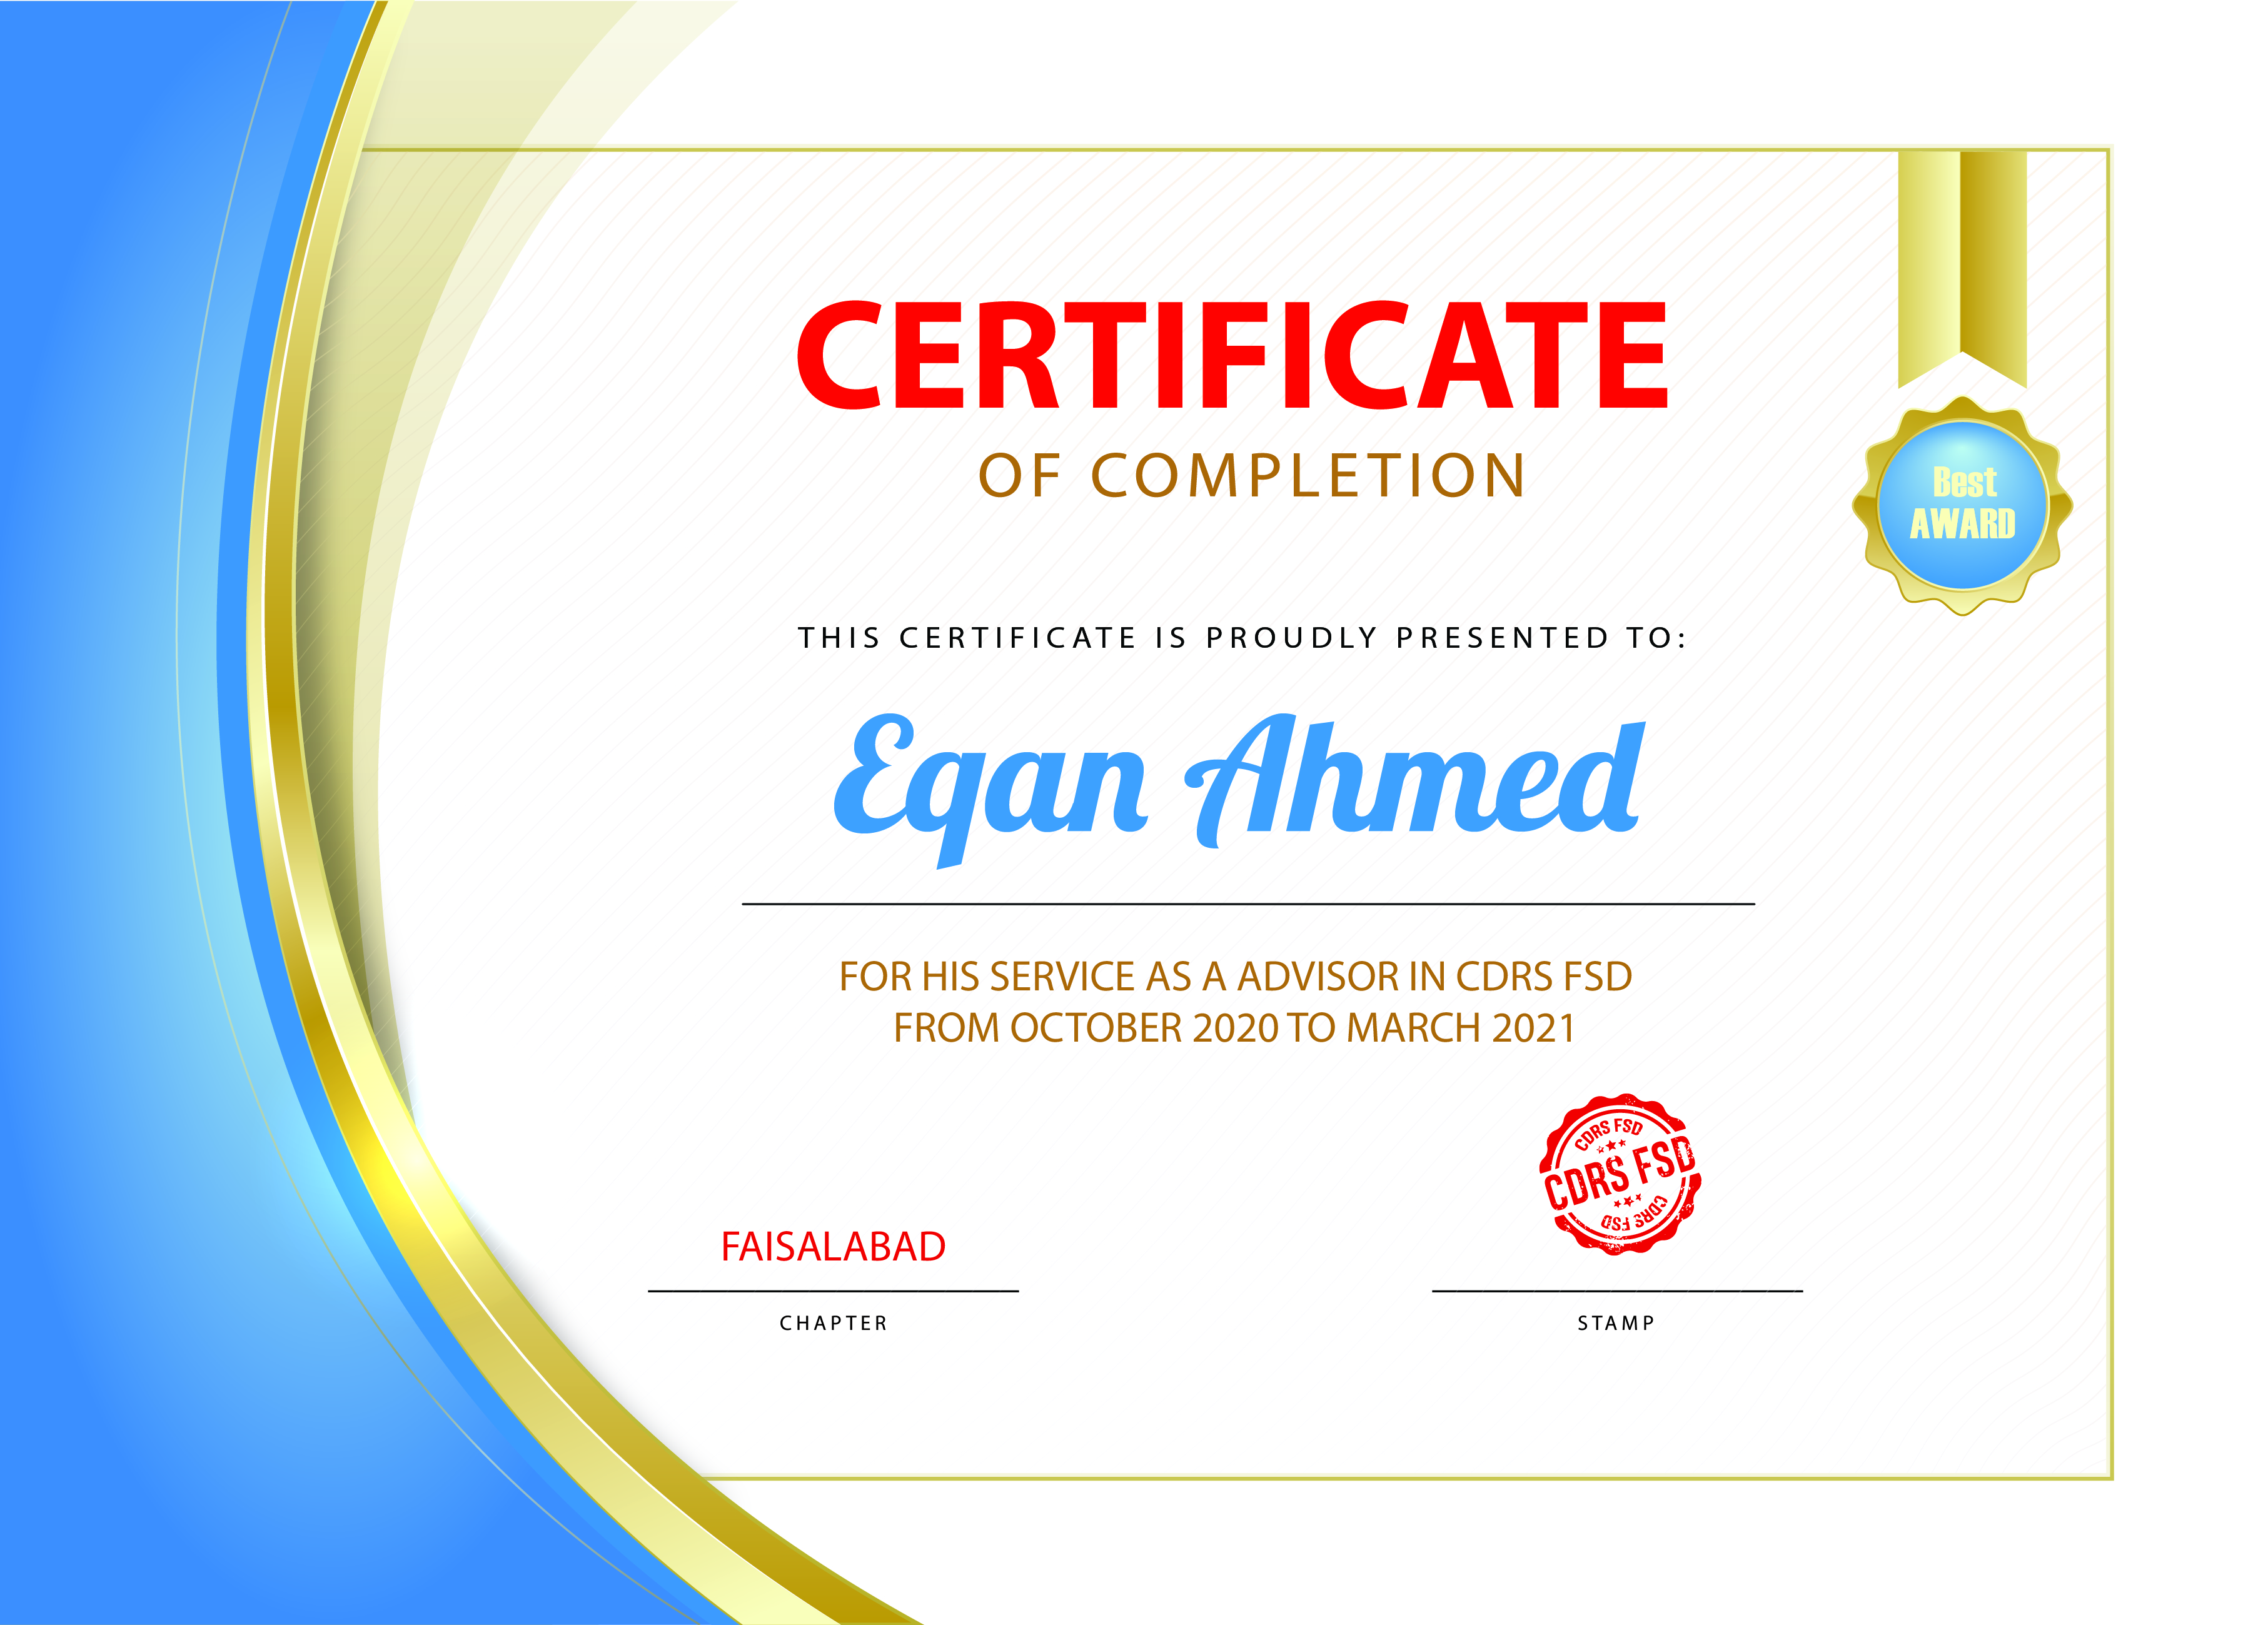 CERTIFICATE
OF COMPLETION
Best
AWARD
THIS CERTIFICATE IS PROUDLY PRESENTED TO:
Eqan Ahmed
FOR HIS SERVICE AS A ADVISOR IN CDRS FSD
FROM OCTOBER 2020 TO MARCH 2021
CDRS FSD
CDRS FSD
CDRS FSD
FAISALABAD
CHAPTER
STAMP